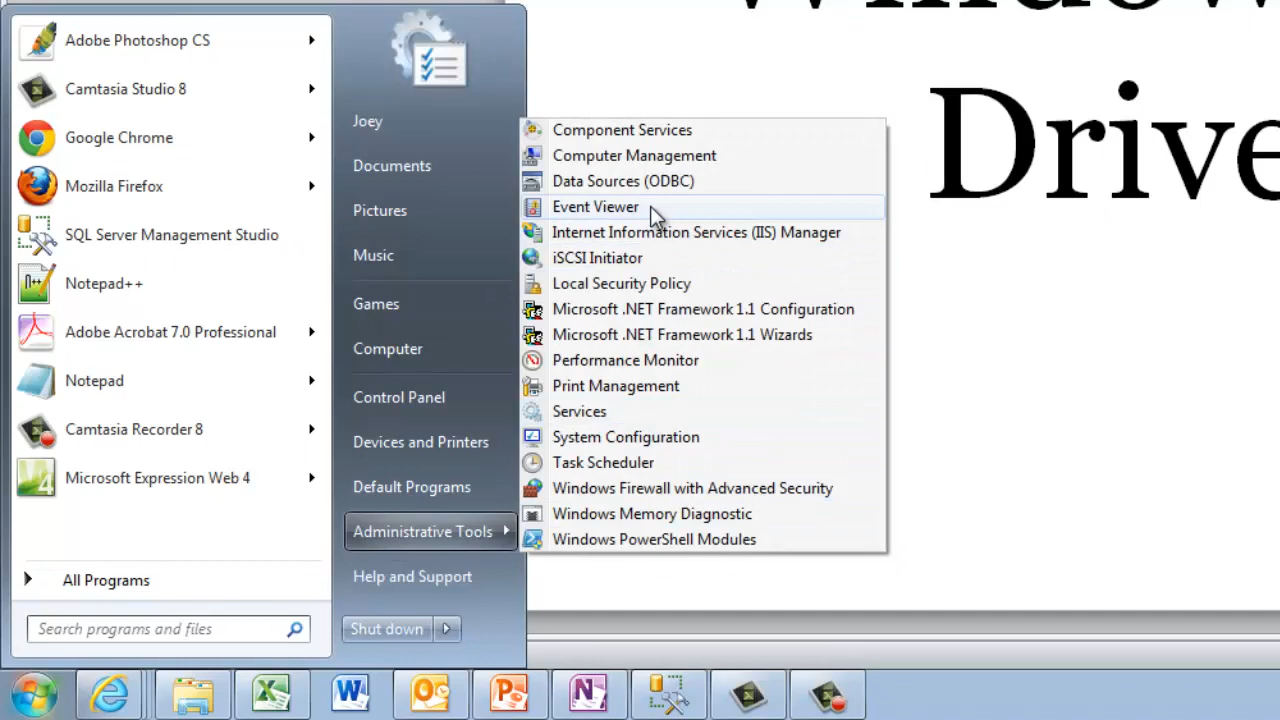 Window
Drive
Adobe Photoshop CS
Camtasia Studio 8
Google Chrome
Mozilla Firefox
SQL Server Management Studio
Notepad++
Adobe Acrobat 7.0 Professional
Notepad
Camtasia Recorder 8
Microsoft Expression Web 4
All Programs
Search programs and files
Joey
Documents
Pictures
Music
Games
Computer
Control Panel
Devices and Printers
Default Programs
Administrative Tools
Help and Support
Shut down
Component Services
Computer Management
Data Sources (ODBC)
Event Viewer
Internet Information Services (IIS) Manager
iSCSI Initiator
Local Security Policy
Microsoft .NET Framework 1.1 Configuration
Microsoft .NET Framework 1.1 Wizards
Performance Monitor
Print Management
Services
System Configuration
Task Scheduler
Windows Firewall with Advanced Security
Windows Memory Diagnostic
Windows PowerShell Modules